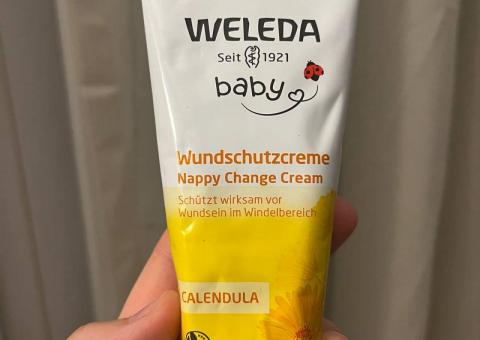 WELEDA
Seit 1921
baby
Wundschutzcreme
Nappy Change Cream
Schützt wirksam vor
Wundsein im Windelbereich
CALENDULA